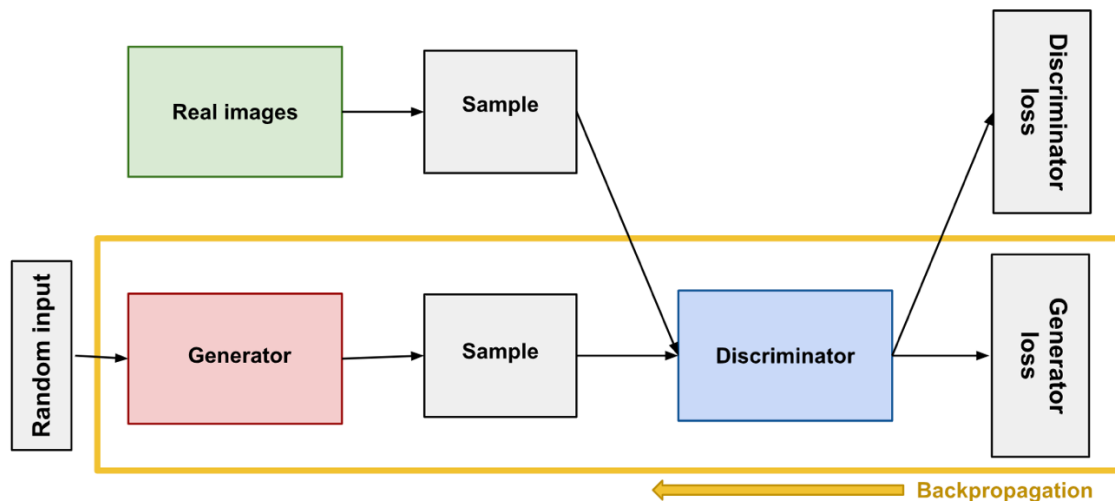 Real images
Sample
Discriminator
loss
Random input
Generator
Sample
Discriminator
Generator
loss
Backpropagation